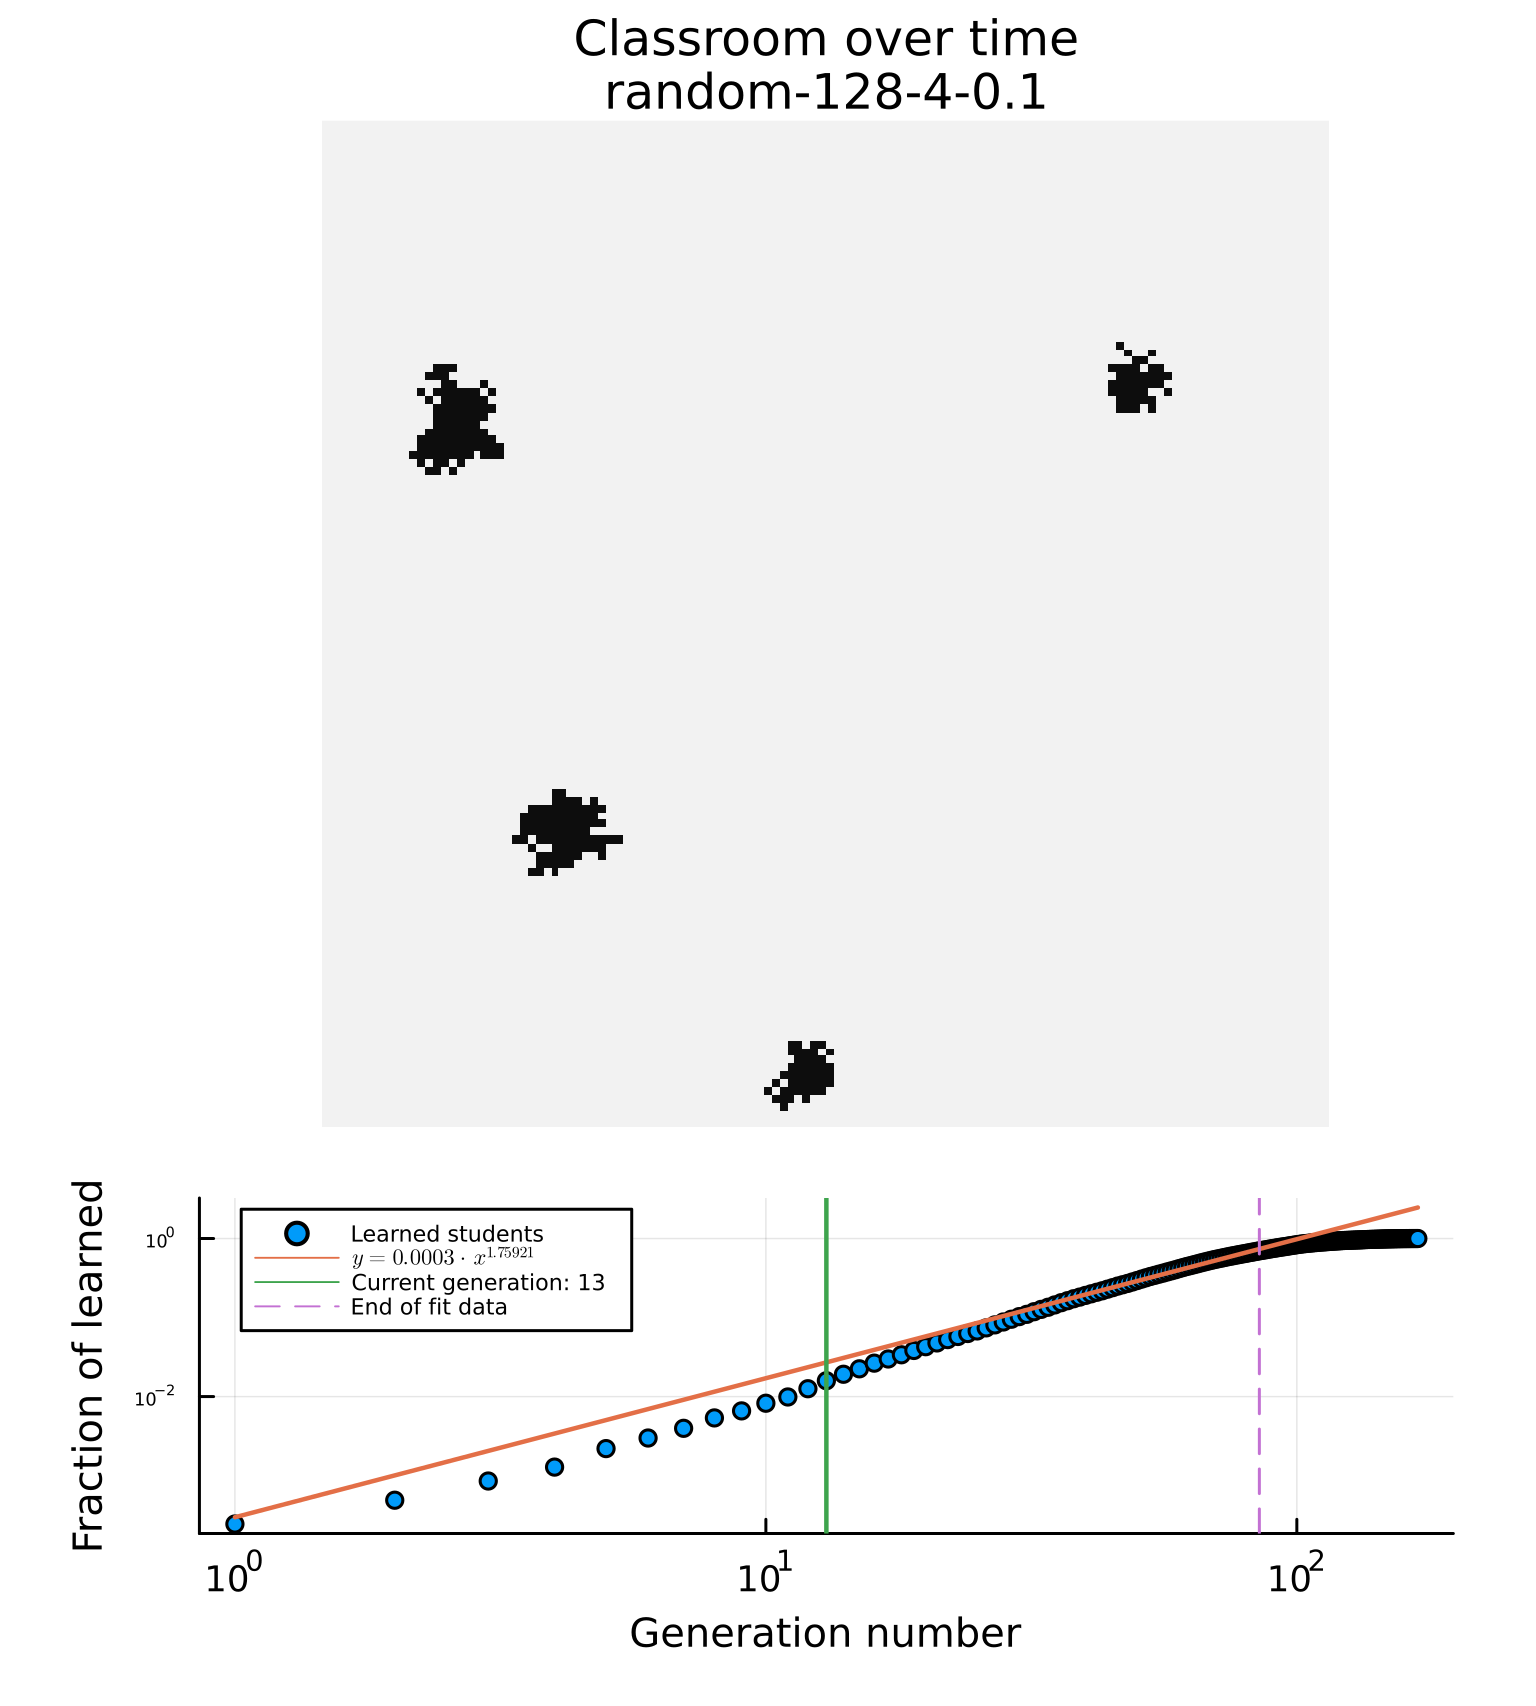 Classroom over time
random-128-4-0.1
Fraction of learned
10^0
10^-2
Learned students
y = 0.0003 · x^1.75921
Current generation: 13
End of fit data
10^0 10^1 10^2
Generation number